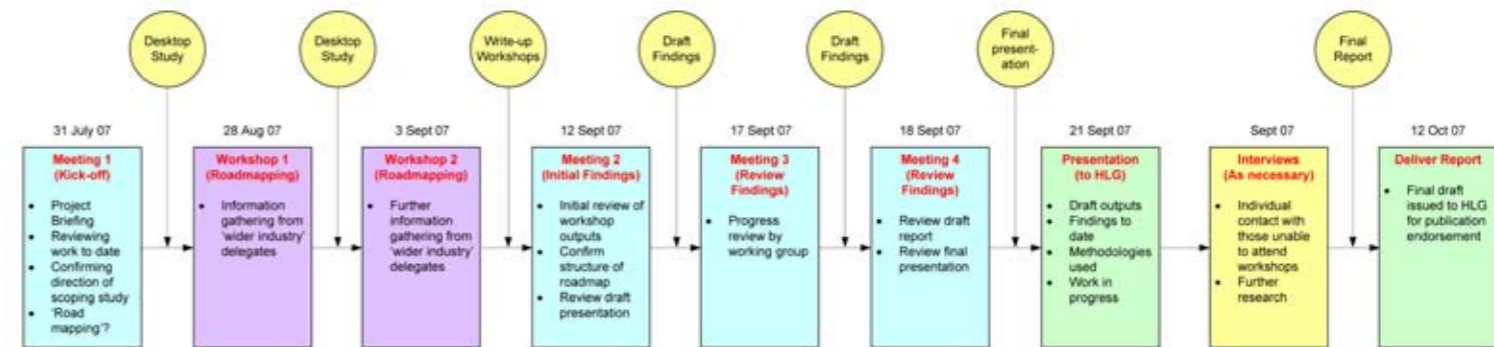 Desktop
Study
Desktop
Study
Write-up
Workshops
Draft
Findings
Draft
Findings
Final
present-
ation
Final
Report
31 July 07
28 Aug 07
3 Sept 07
12 Sept 07
17 Sept 07
18 Sept 07
21 Sept 07
Sept 07
12 Oct 07
Meeting 1
(Kick-off)
• Project
Briefing
• Reviewing
work to date
• Confirming
direction of
scoping study
• 'Road
mapping'?
Workshop 1
(Roadmapping)
• Information
gathering from
'wider industry'
delegates
Workshop 2
(Roadmapping)
• Further
information
gathering from
'wider industry'
delegates
Meeting 2
(Initial Findings)
• Initial review of
workshop
outputs
• Confirm
structure of
roadmap
• Review draft
presentation
Meeting 3
(Review
Findings)
• Progress
review by
working group
Meeting 4
(Review
Findings)
• Review draft
report
• Review final
presentation
Presentation
(to HLG)
• Draft outputs
• Findings to
date
• Methodologies
used
• Work in
progress
Interviews
(As necessary)
• Individual
contact with
those unable
to attend
workshops
• Further
research
Deliver Report
• Final draft
issued to HLG
for publication
endorsement